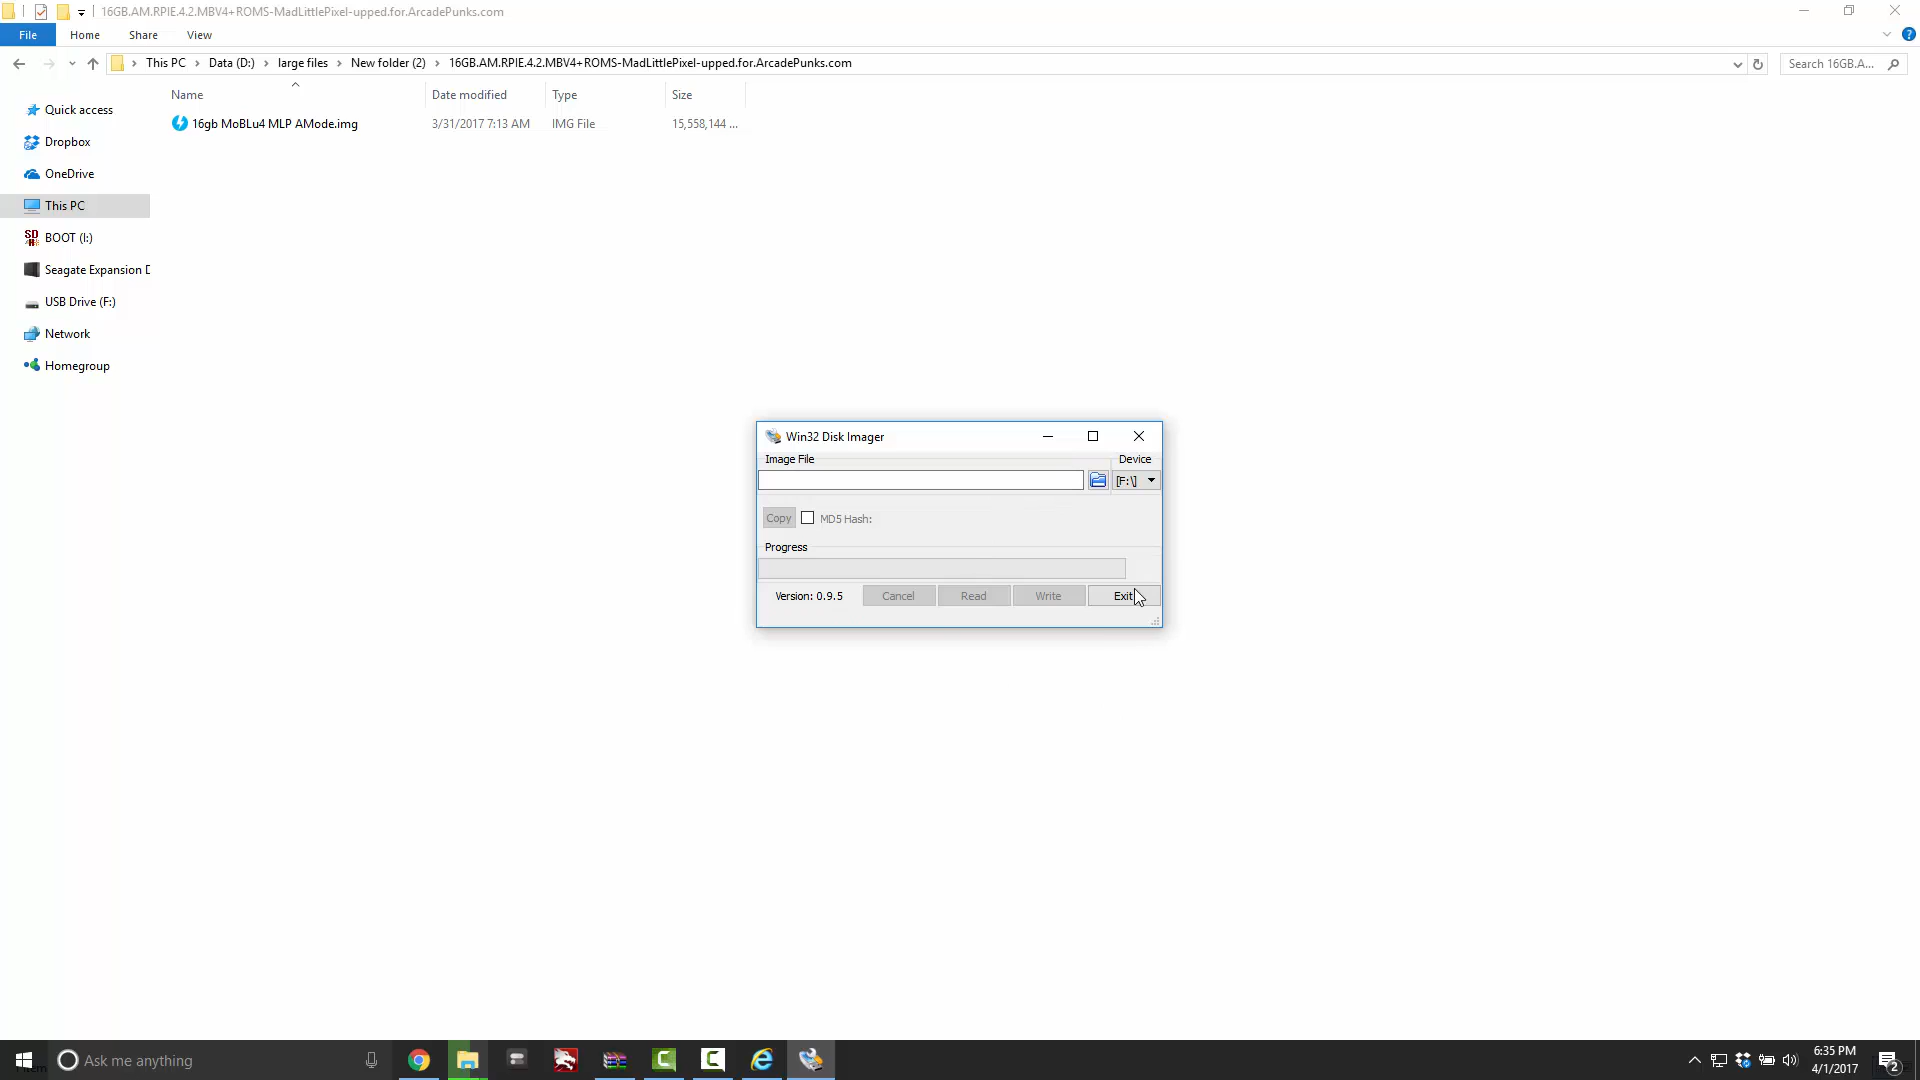 16GB.AM.RPIE.4.2.MBV4+ROMS-MadLittlePixel-upped.for.ArcadePunks.com
File Home Share View
This PC Data (D:) large files New folder (2) 16GB.AM.RPIE.4.2.MBV4+ROMS-MadLittlePixel-upped.for.ArcadePunks.com Search 16GB.A...
Name Date modified Type Size
16gb MoBLu4 MLP AMode.img 3/31/2017 7:13 AM IMG File 15,558,144 ...
Quick access
Dropbox
OneDrive
This PC
BOOT (I:)
Seagate Expansion D
USB Drive (F:)
Network
Homegroup
Win32 Disk Imager
Image File Device
[F:\]
Copy MD5 Hash:
Progress
Version: 0.9.5 Cancel Read Write Exit
Ask me anything
6:35 PM
4/1/2017
2